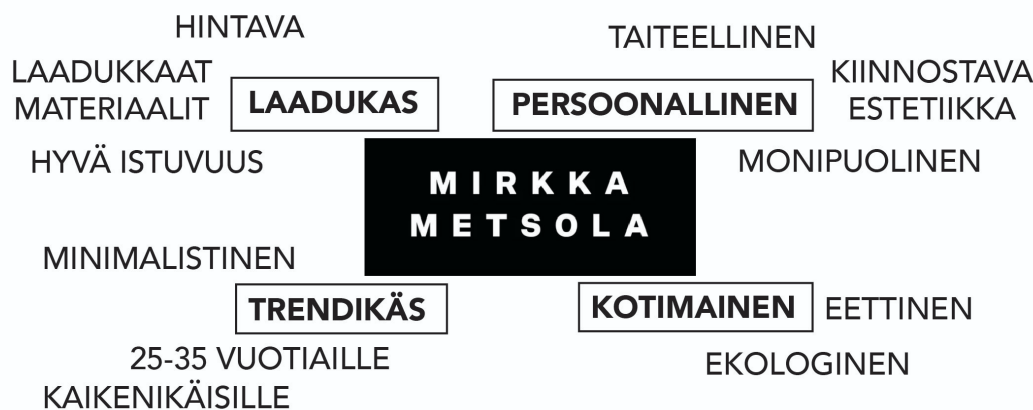 HINTAVA
LAADUKKAAT
MATERIAALIT
LAADUKAS
HYVÄ ISTUVUUS
TAITEELLINEN
PERSOONALLINEN
KIINNOSTAVA
ESTETIIKKA
MONIPUOLINEN
MIRKKA
METSOLA
MINIMALISTINEN
TRENDIKÄS
25-35 VUOTIAILLE
KAIKENIKÄISILLE
KOTIMAINEN
EETTINEN
EKOLOGINEN